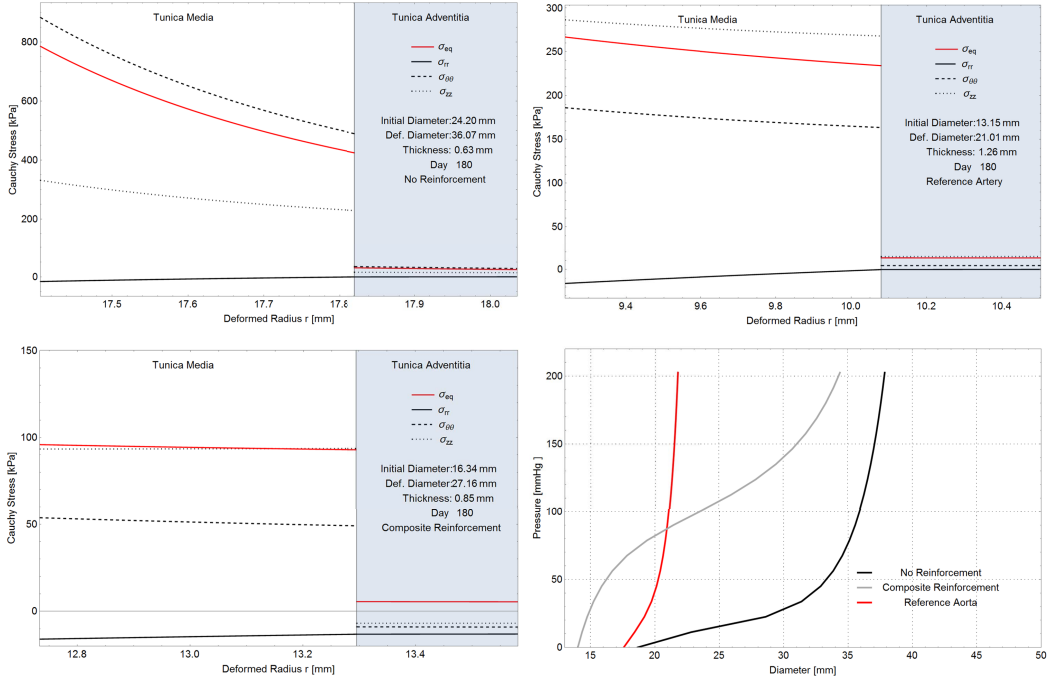 Tunica Media
Tunica Adventitia
σeq
σrr
σθθ
σzz
Initial Diameter:24.20 mm
Def. Diameter:36.07 mm
Thickness: 0.63 mm
Day 180
No Reinforcement
Cauchy Stress [kPa]
800
600
400
200
0
17.5
17.6
17.7
17.8
17.9
18.0
Deformed Radius r [mm]
Tunica Media
Tunica Adventitia
σeq
σrr
σθθ
σzz
Initial Diameter:13.15 mm
Def. Diameter:21.01 mm
Thickness: 1.26 mm
Day 180
Reference Artery
Cauchy Stress [kPa]
300
250
200
150
100
50
0
9.4
9.6
9.8
10.0
10.2
10.4
Deformed Radius r [mm]
Tunica Media
Tunica Adventitia
σeq
σrr
σθθ
σzz
Initial Diameter:16.34 mm
Def. Diameter:27.16 mm
Thickness: 0.85 mm
Day 180
Composite Reinforcement
Cauchy Stress [kPa]
150
100
50
0
12.8
13.0
13.2
13.4
Deformed Radius r [mm]
Pressure [mmHg ]
200
150
100
50
0
No Reinforcement
Composite Reinforcement
Reference Aorta
15
20
25
30
35
40
45
50
Diameter [mm]